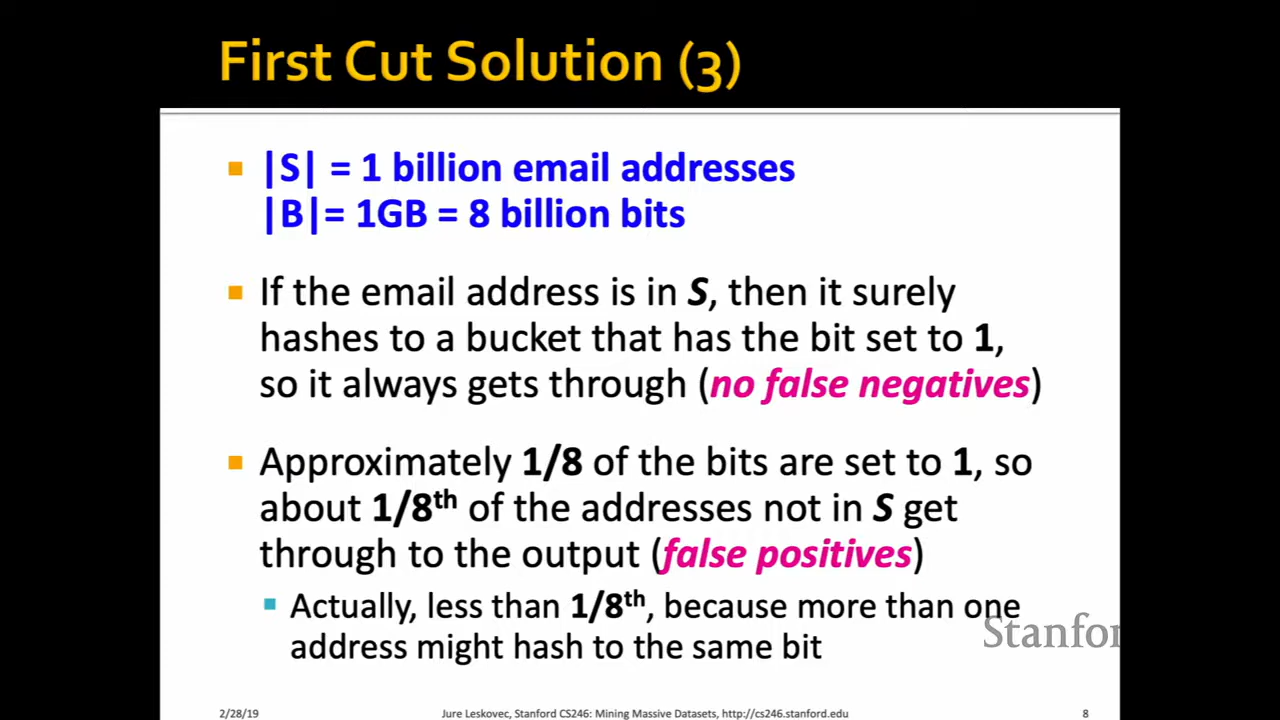 First Cut Solution (3)
|S| = 1 billion email addresses
|B|= 1GB = 8 billion bits
If the email address is in S, then it surely
hashes to a bucket that has the bit set to 1,
so it always gets through (no false negatives)
Approximately 1/8 of the bits are set to 1, so
about 1/8th of the addresses not in S get
through to the output (false positives)
Actually, less than 1/8th, because more than one
address might hash to the same bit
Stanfor
2/28/19
Jure Leskovec, Stanford CS246: Mining Massive Datasets, http://cs246.stanford.edu
8